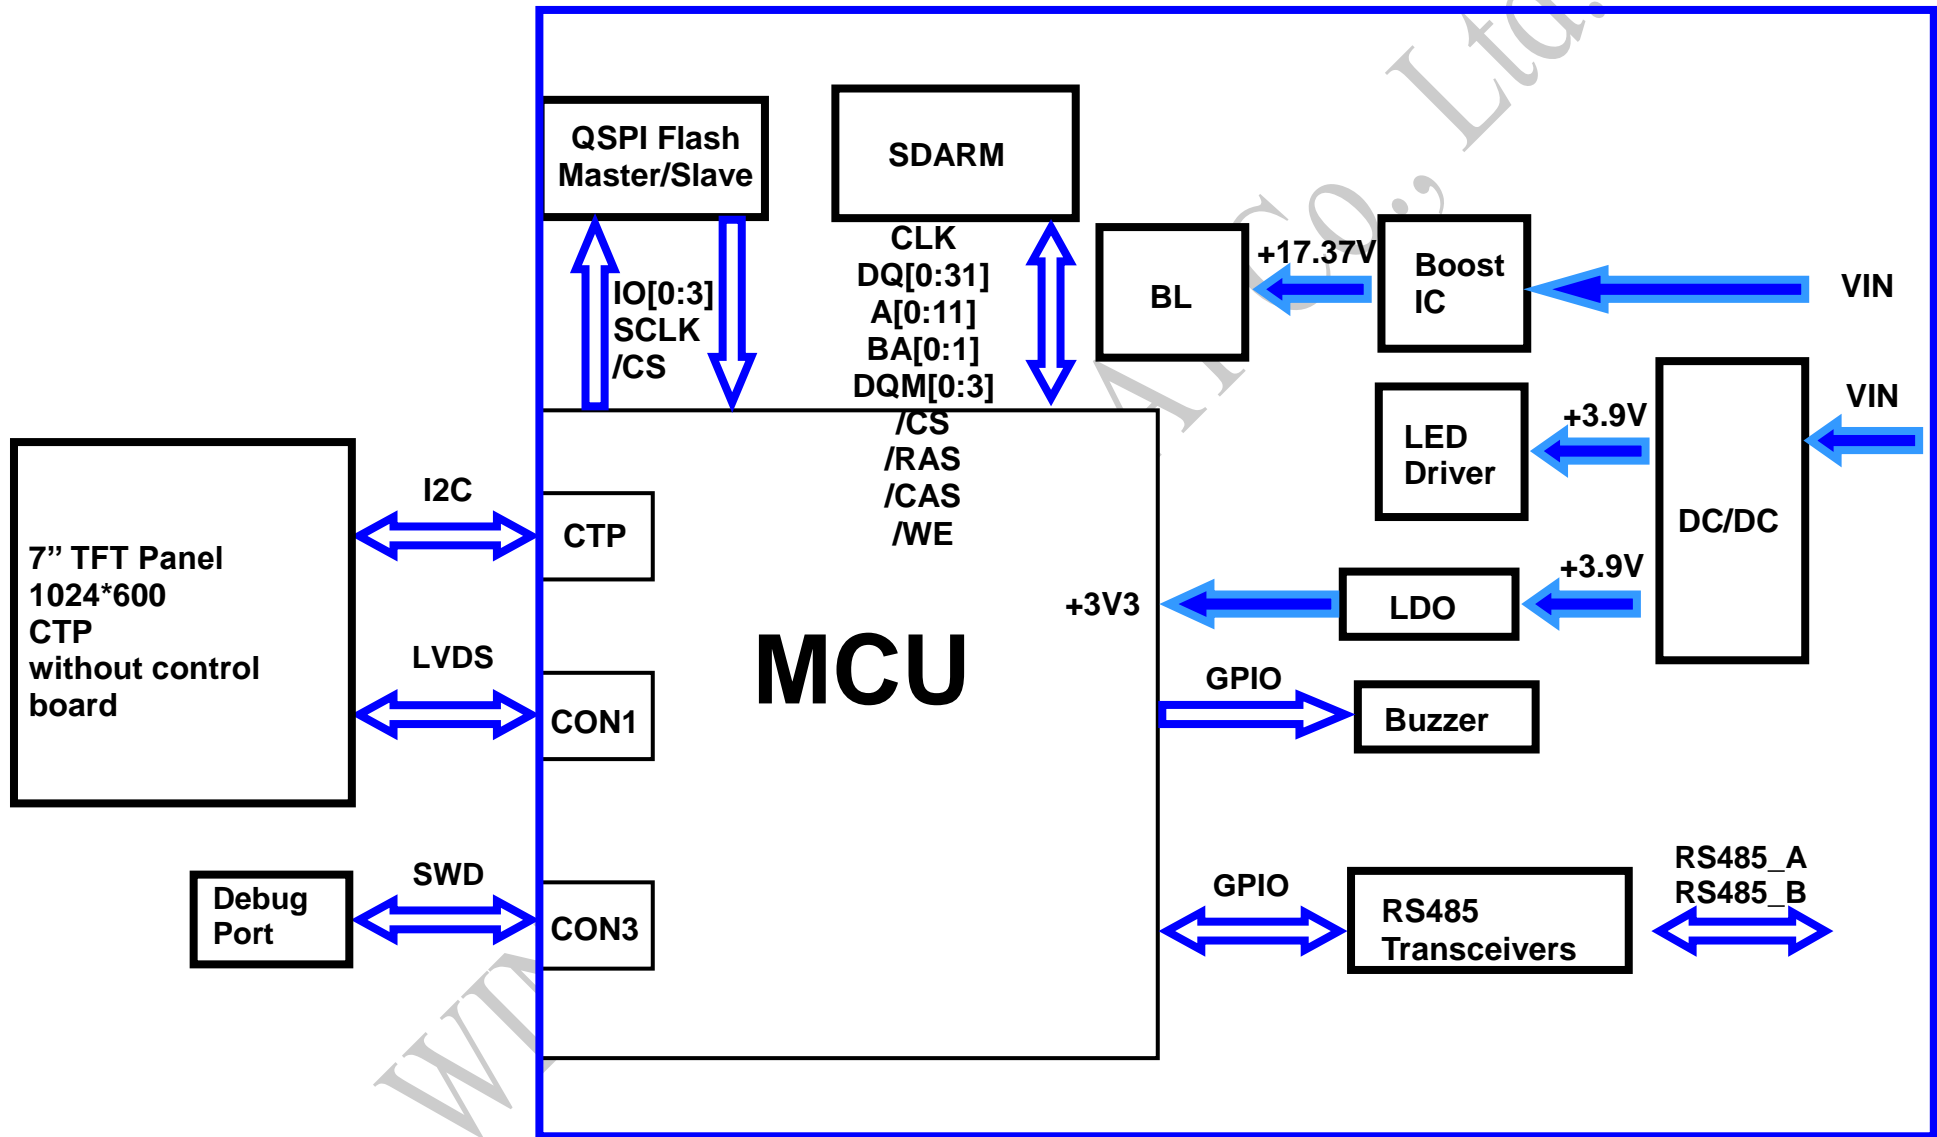 QSPI Flash
Master/Slave
SDARM
IO[0:3]
SCLK
/CS
CLK
DQ[0:31]
A[0:11]
BA[0:1]
DQM[0:3]
/CS
/RAS
/CAS
/WE
BL
+17.37V
Boost
IC
VIN
LED
Driver
+3.9V
DC/DC
VIN
7” TFT Panel
1024*600
CTP
without control
board
I2C
CTP
LVDS
CON1
MCU
+3V3
LDO
+3.9V
GPIO
Buzzer
Debug
Port
SWD
CON3
GPIO
RS485
Transceivers
RS485_A
RS485_B
Co., Ltd.